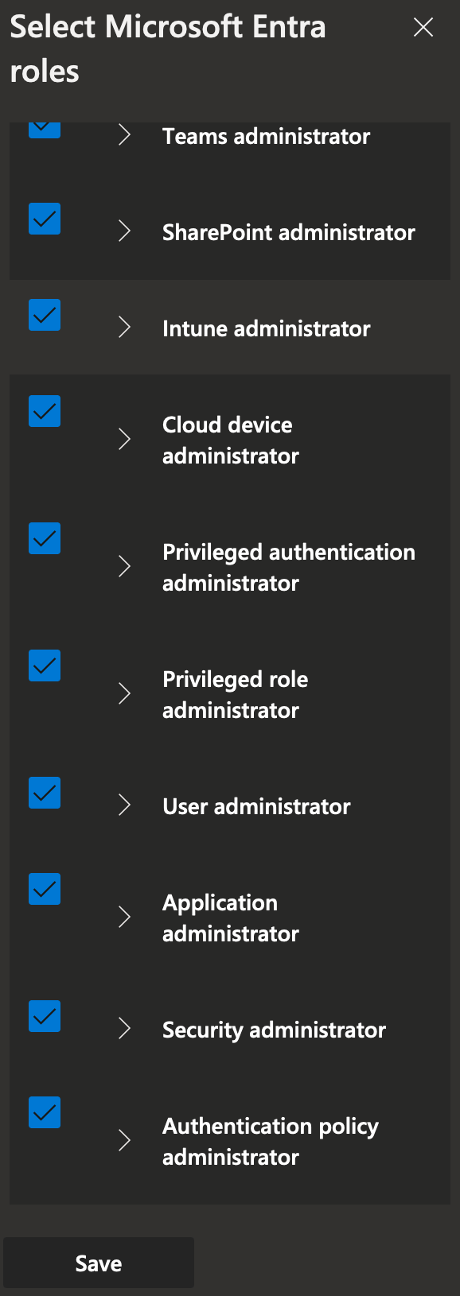 Select Microsoft Entra
roles
Teams administrator
SharePoint administrator
Intune administrator
Cloud device
administrator
Privileged authentication
administrator
Privileged role
administrator
User administrator
Application
administrator
Security administrator
Authentication policy
administrator
Save